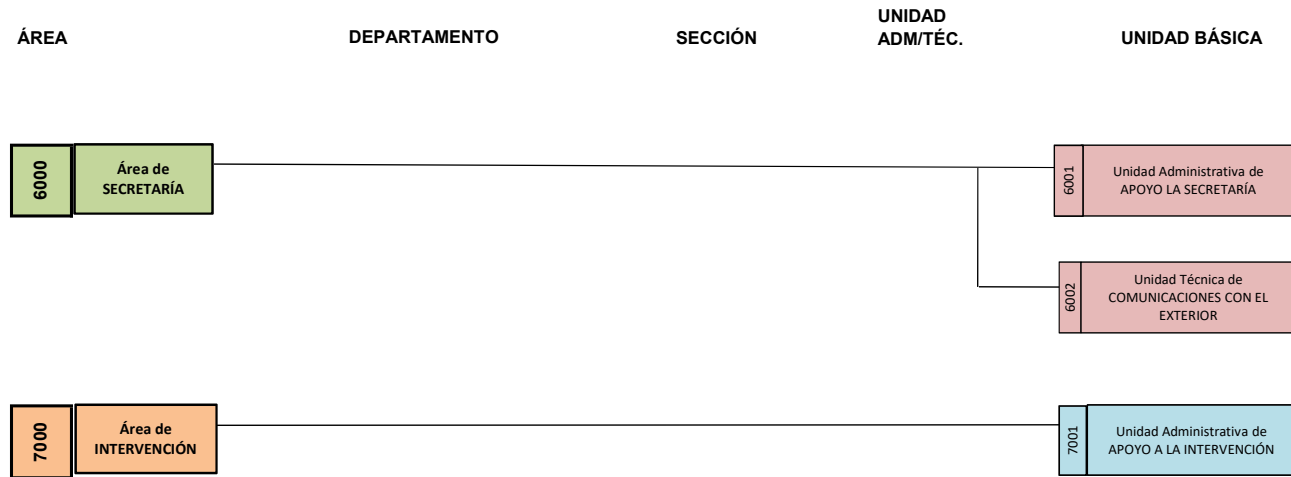 ÁREA
DEPARTAMENTO
SECCIÓN
UNIDAD
ADM/TÉC.
UNIDAD BÁSICA
6000
Área de
SECRETARÍA
6001
Unidad Administrativa de
APOYO LA SECRETARÍA
6002
Unidad Técnica de
COMUNICACIONES CON EL
EXTERIOR
7000
Área de
INTERVENCIÓN
7001
Unidad Administrativa de
APOYO A LA INTERVENCIÓN